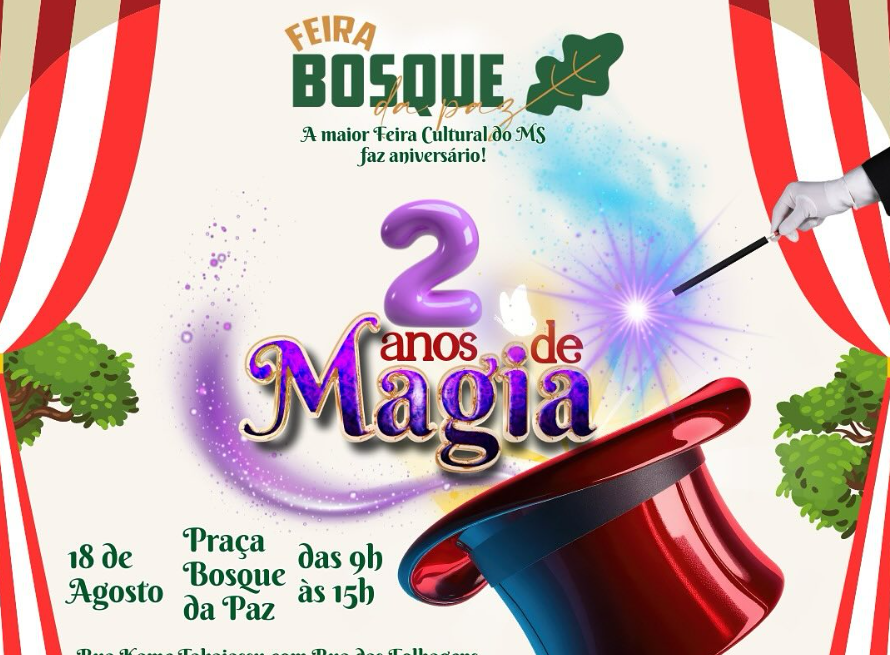 FEIRA
BOSQUE
da paz
A maior Feira Cultural do MS
faz aniversário!
2
anos de
Magia
18 de
Agosto
Praça
Bosque
da Paz
das 9h
às 15h